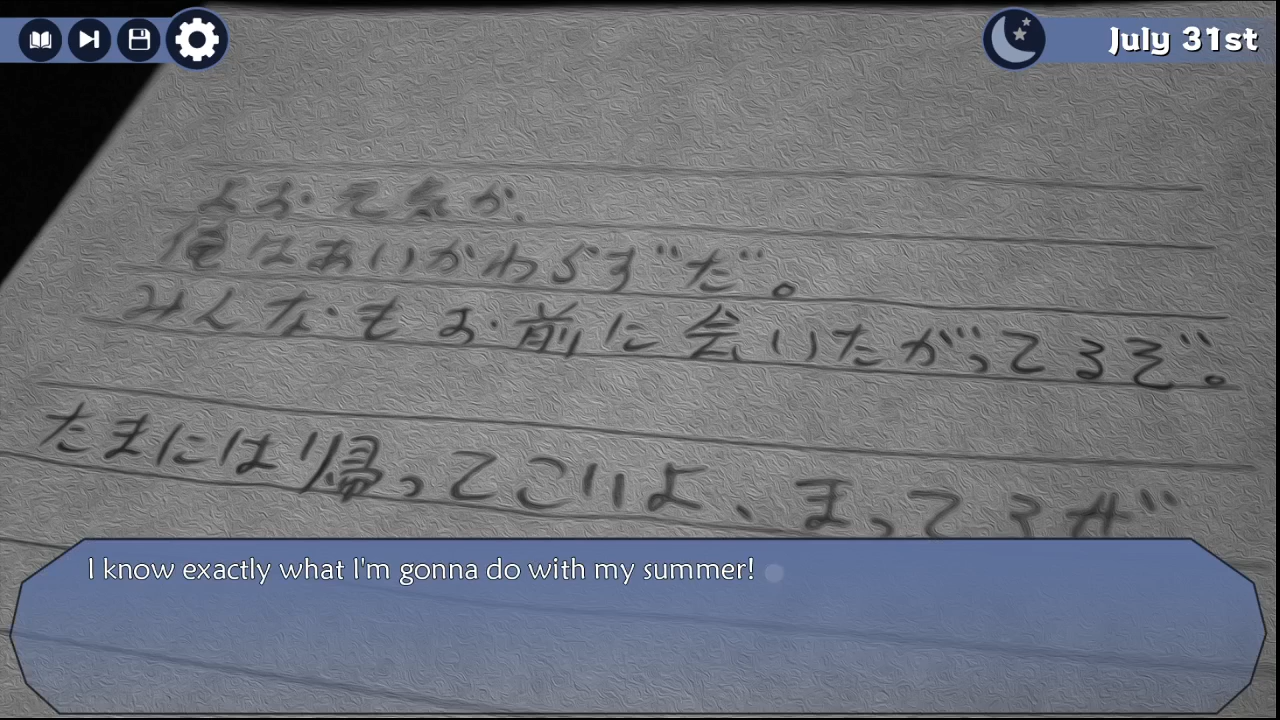 July 31st
よお元気か。
俺はあいかわらずだ。
みんなもお前に会いたがってるぞ。
たまには帰ってこいよ、まってるぜ
I know exactly what I'm gonna do with my summer!